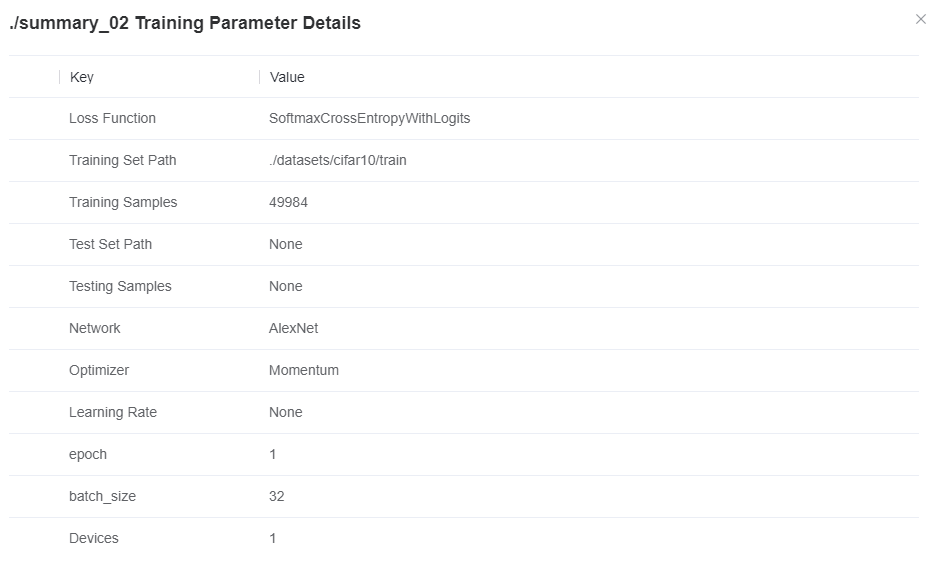 ./summary_02 Training Parameter Details
Key Value
Loss Function SoftmaxCrossEntropyWithLogits
Training Set Path ./datasets/cifar10/train
Training Samples 49984
Test Set Path None
Testing Samples None
Network AlexNet
Optimizer Momentum
Learning Rate None
epoch 1
batch_size 32
Devices 1